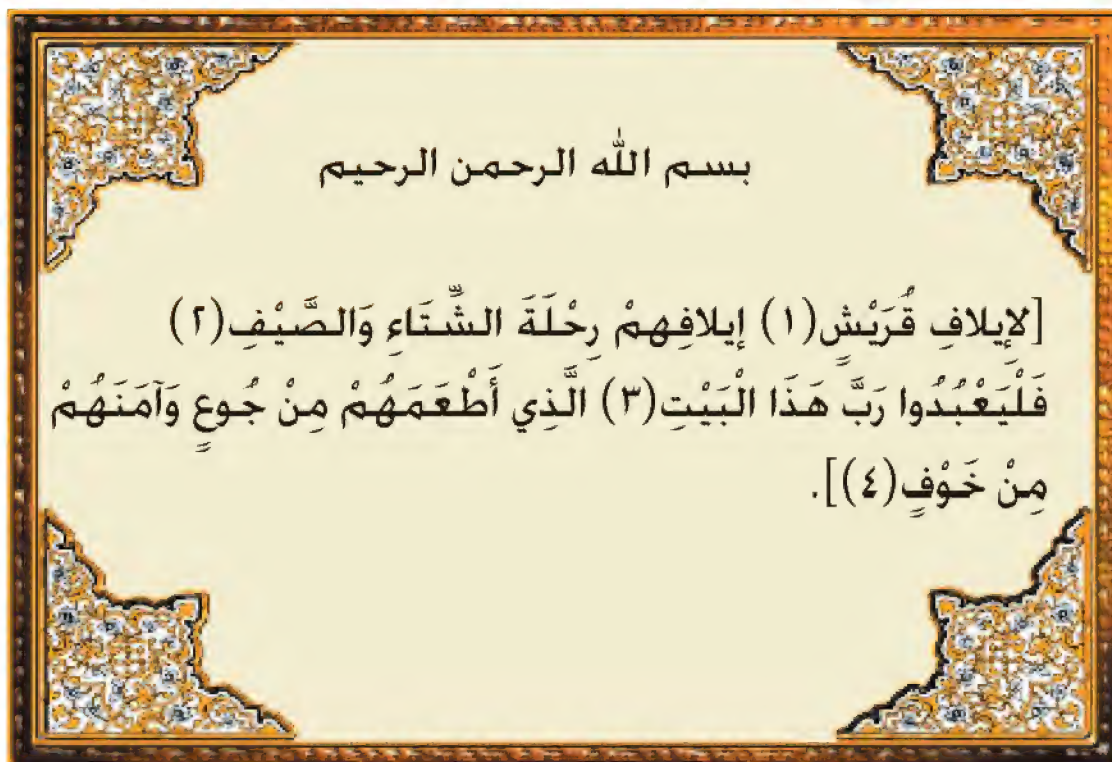 بسم الله الرحمن الرحيم
[لإِيلافِ قُرَيْشٍ(١) إيلافِهِمْ رِحْلَةَ الشِّتَاءِ وَالصَّيْفِ(٢)
فَلْيَعْبُدُوا رَبَّ هَذَا الْبَيْتِ(٣) الَّذِي أَطْعَمَهُمْ مِنْ جُوعٍ وَآمَنَهُمْ
مِنْ خَوْفٍ(٤)].